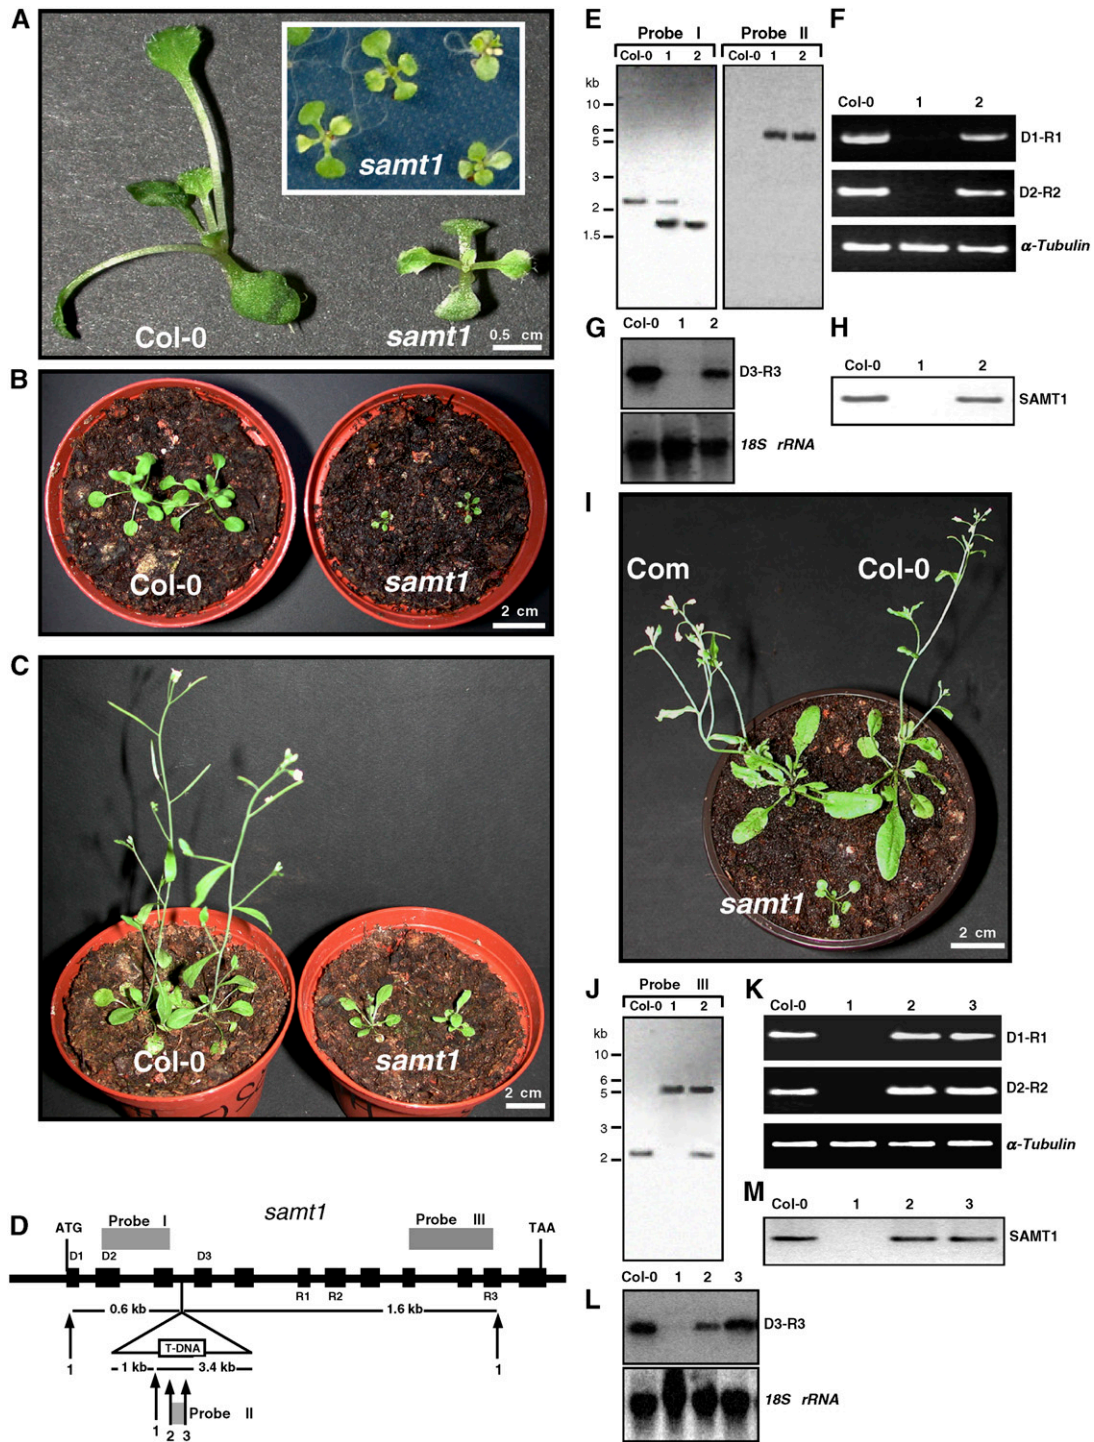 A
samt1
Col-0
samt1
0.5 cm
B
Col-0
samt1
2 cm
C
Col-0
samt1
2 cm
D
samt1
ATG
Probe I
Probe III
TAA
D1
D2
D3
R1
R2
R3
0.6 kb
1.6 kb
T-DNA
1 kb
3.4 kb
1
1
1
2
3
Probe II
E
Probe I
Probe II
Col-0 1 2
Col-0 1 2
kb
10
6
5
3
2
1.5
F
Col-0 1 2
D1-R1
D2-R2
α-Tubulin
G
Col-0 1 2
D3-R3
18S rRNA
H
Col-0 1 2
SAMT1
I
Com
Col-0
samt1
2 cm
J
Probe III
Col-0 1 2
kb
10
6
5
3
2
K
Col-0 1 2 3
D1-R1
D2-R2
α-Tubulin
M
Col-0 1 2 3
SAMT1
L
Col-0 1 2 3
D3-R3
18S rRNA